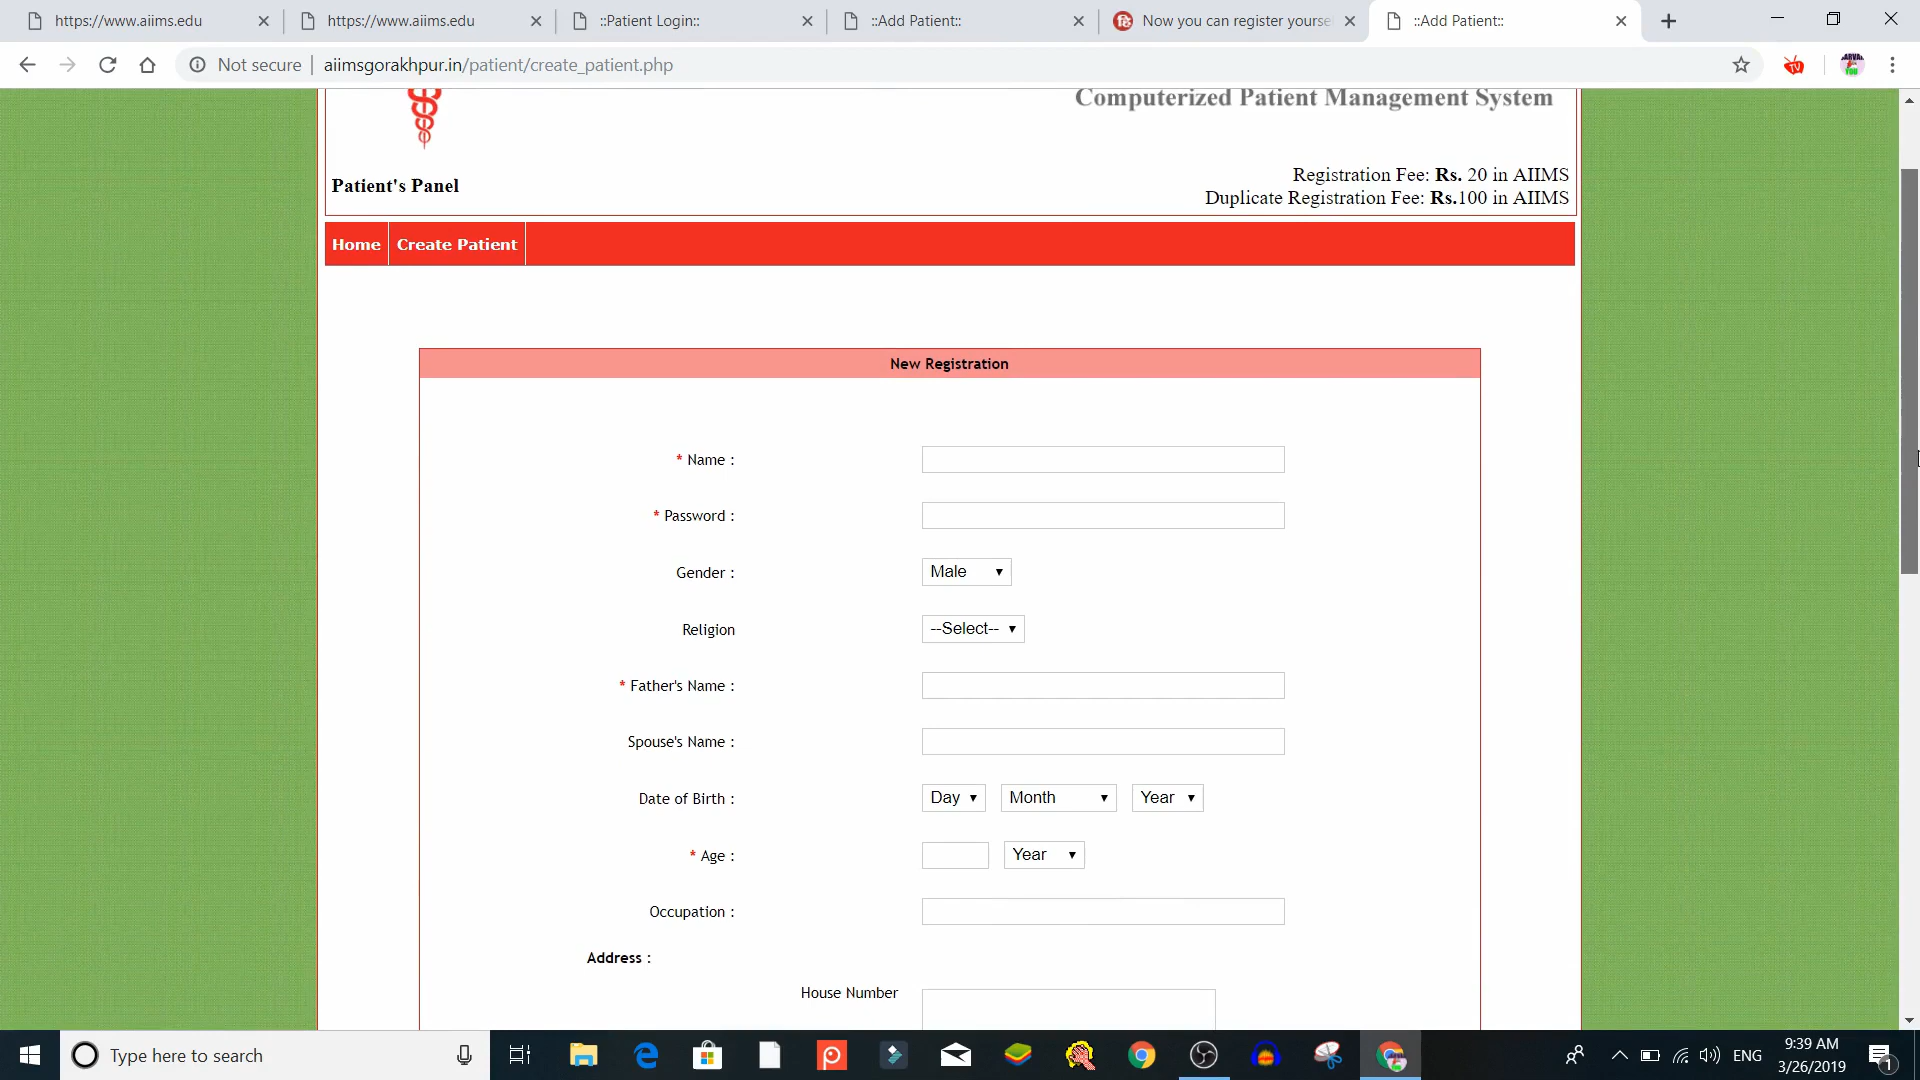 https://www.aiims.edu
https://www.aiims.edu
::Patient Login::
::Add Patient::
Now you can register yourse
::Add Patient::
Not secure
aiimsgorakhpur.in/patient/create_patient.php
Computerized Patient Management System
Registration Fee: Rs. 20 in AIIMS
Patient's Panel
Duplicate Registration Fee: Rs.100 in AIIMS
Home
Create Patient
New Registration
* Name :
* Password :
Gender :
Male
Religion
--Select--
* Father's Name :
Spouse's Name :
Date of Birth :
Day
Month
Year
* Age :
Year
Occupation :
Address :
House Number
Type here to search
ENG
9:39 AM
3/26/2019
1